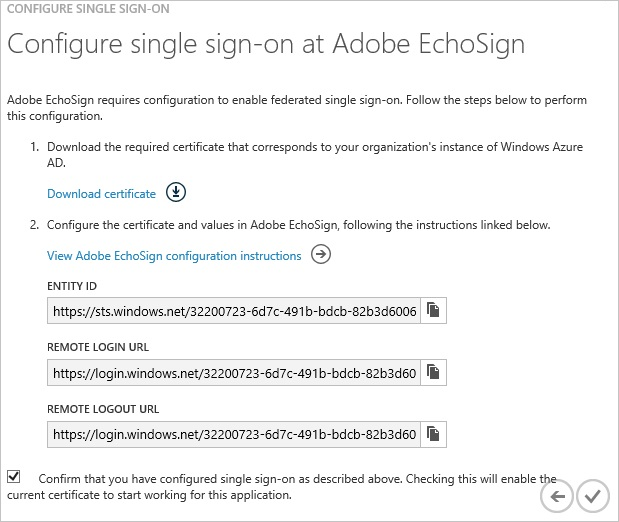 CONFIGURE SINGLE SIGN-ON
Configure single sign-on at Adobe EchoSign
Adobe EchoSign requires configuration to enable federated single sign-on. Follow the steps below to perform
this configuration.
1. Download the required certificate that corresponds to your organization's instance of Windows Azure
AD.
Download certificate
2. Configure the certificate and values in Adobe EchoSign, following the instructions linked below.
View Adobe EchoSign configuration instructions
ENTITY ID
https://sts.windows.net/32200723-6d7c-491b-bdcb-82b3d6006
REMOTE LOGIN URL
https://login.windows.net/32200723-6d7c-491b-bdcb-82b3d60
REMOTE LOGOUT URL
https://login.windows.net/32200723-6d7c-491b-bdcb-82b3d60
Confirm that you have configured single sign-on as described above. Checking this will enable the
current certificate to start working for this application.